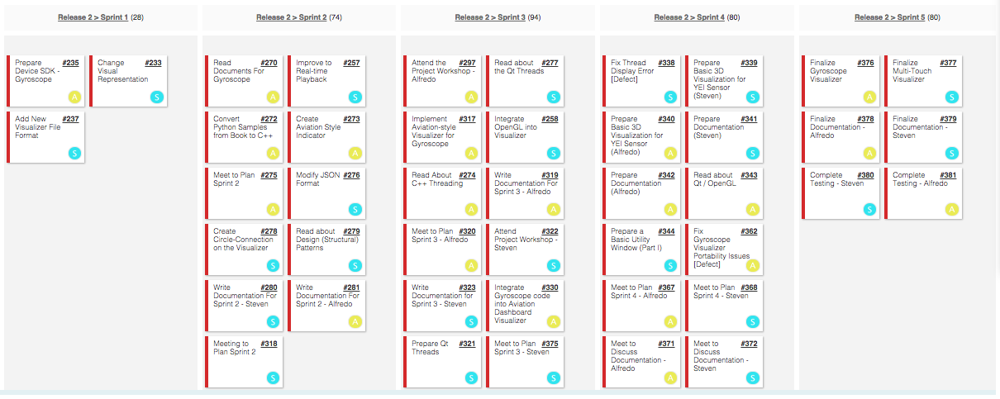 Release 2 > Sprint 1 (28)
Prepare #235
Device SDK -
Gyroscope
A
Change #233
Visual
Representation
S
Add New #237
Visualizer File
Format
S
Release 2 > Sprint 2 (74)
Read #270
Documents For
Gyroscope
A
Improve to #257
Real-time
Playback
S
Convert #272
Python Samples
from Book to C++
A
Create #273
Aviation Style
Indicator
A
Meet to Plan #275
Sprint 2
A
Modify JSON #276
Format
S
Create #278
Circle-Connection
on the Visualizer
S
Read about #279
Design (Structural)
Patterns
S
Write #280
Documentation For
Sprint 2 - Steven
S
Write #281
Documentation For
Sprint 2 - Alfredo
A
Meeting to #318
Plan Sprint 2
S
Release 2 > Sprint 3 (94)
Attend the #297
Project Workshop -
Alfredo
A
Read about #277
the Qt Threads
S
Implement #317
Aviation-style
Visualizer for
Gyroscope
A
Integrate #258
OpenGL into
Visualizer
S
Read About #274
C++ Threading
A
Write #319
Documentation For
Sprint 3 - Alfredo
A
Meet to Plan #320
Sprint 3 - Alfredo
A
Attend #322
Project Workshop -
Steven
S
Write #323
Documentation for
Sprint 3 - Steven
S
Integrate #330
Gyroscope code
into Aviation
Dashboard
Visualizer
A
Prepare Qt #321
Threads
S
Meet to Plan #375
Sprint 3 - Steven
S
Release 2 > Sprint 4 (80)
Fix Thread #338
Display Error
[Defect]
S
Prepare #339
Basic 3D
Visualization for
YEI Sensor
(Steven)
S
Prepare #340
Basic 3D
Visualization for
YEI Sensor
(Alfredo)
A
Prepare #341
Documentation
(Steven)
S
Prepare #342
Documentation
(Alfredo)
A
Read about #343
Qt / OpenGL
A
Prepare a #344
Basic Utility
Window (Part I)
S
Fix #362
Gyroscope
Visualizer
Portability Issues
[Defect]
A
Meet to Plan #367
Sprint 4 - Alfredo
A
Meet to Plan #368
Sprint 4 - Steven
S
Meet to #371
Discuss
Documentation -
Alfredo
A
Meet to #372
Discuss
Documentation -
Steven
S
Release 2 > Sprint 5 (80)
Finalize #376
Gyroscope
Visualizer
A
Finalize #377
Multi-Touch
Visualizer
S
Finalize #378
Documentation -
Alfredo
A
Finalize #379
Documentation -
Steven
S
Complete #380
Testing - Steven
S
Complete #381
Testing - Alfredo
A